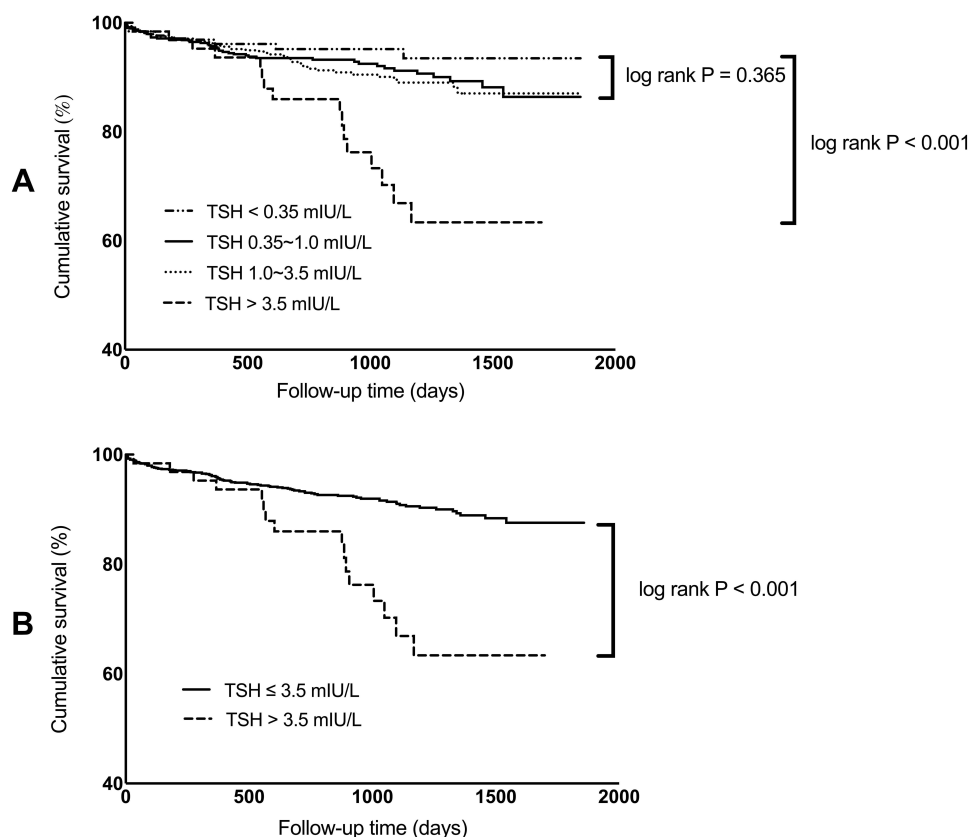 A
Cumulative survival (%)
100
80
60
40
0
500
1000
1500
2000
Follow-up time (days)
TSH < 0.35 mIU/L
TSH 0.35~1.0 mIU/L
TSH 1.0~3.5 mIU/L
TSH > 3.5 mIU/L
log rank P = 0.365
log rank P < 0.001
B
Cumulative survival (%)
100
80
60
40
0
500
1000
1500
2000
Follow-up time (days)
TSH ≤ 3.5 mIU/L
TSH > 3.5 mIU/L
log rank P < 0.001